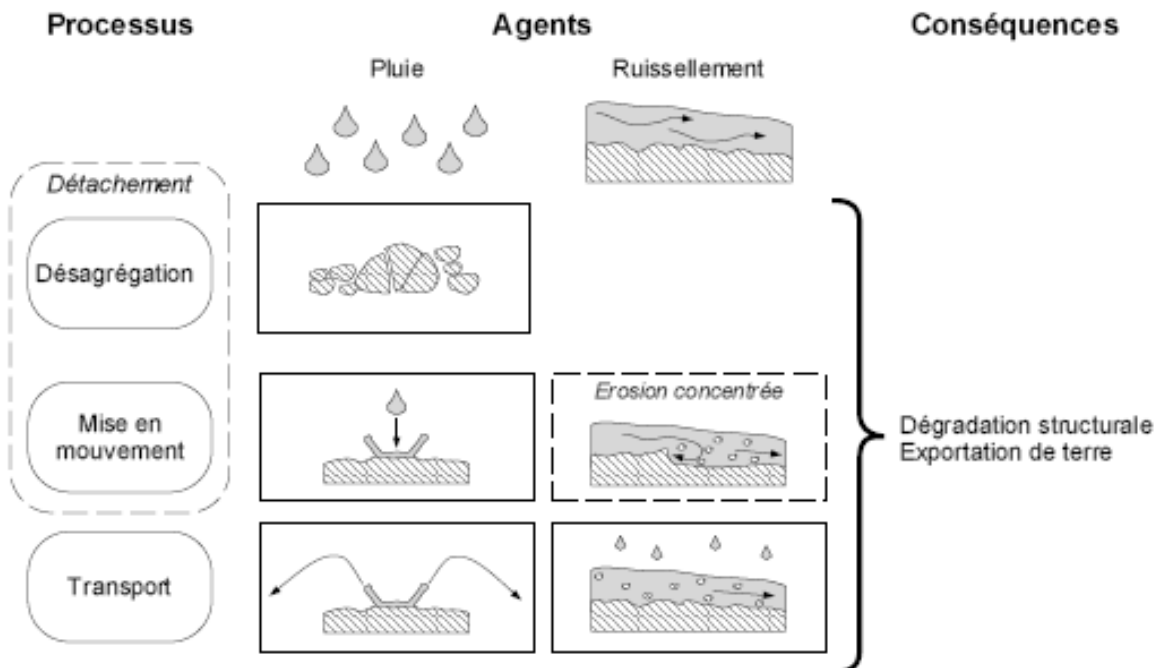 Processus
Agents
Conséquences
Pluie
Ruissellement
Détachement
Désagrégation
Mise en
mouvement
Erosion concentrée
Dégradation structurale
Exportation de terre
Transport